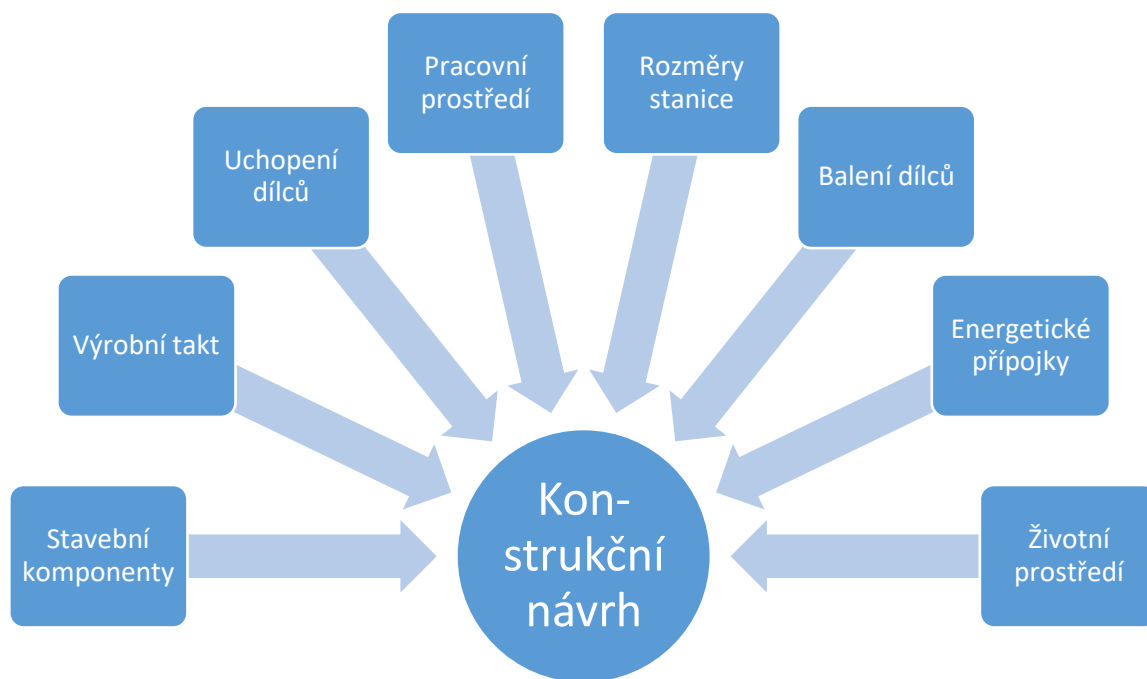 Pracovní
prostředí
Rozměry
stanice
Uchopení
dílců
Balení dílců
Výrobní takt
Energetické
přípojky
Stavební
komponenty
Kon-
strukční
návrh
Životní
prostředí